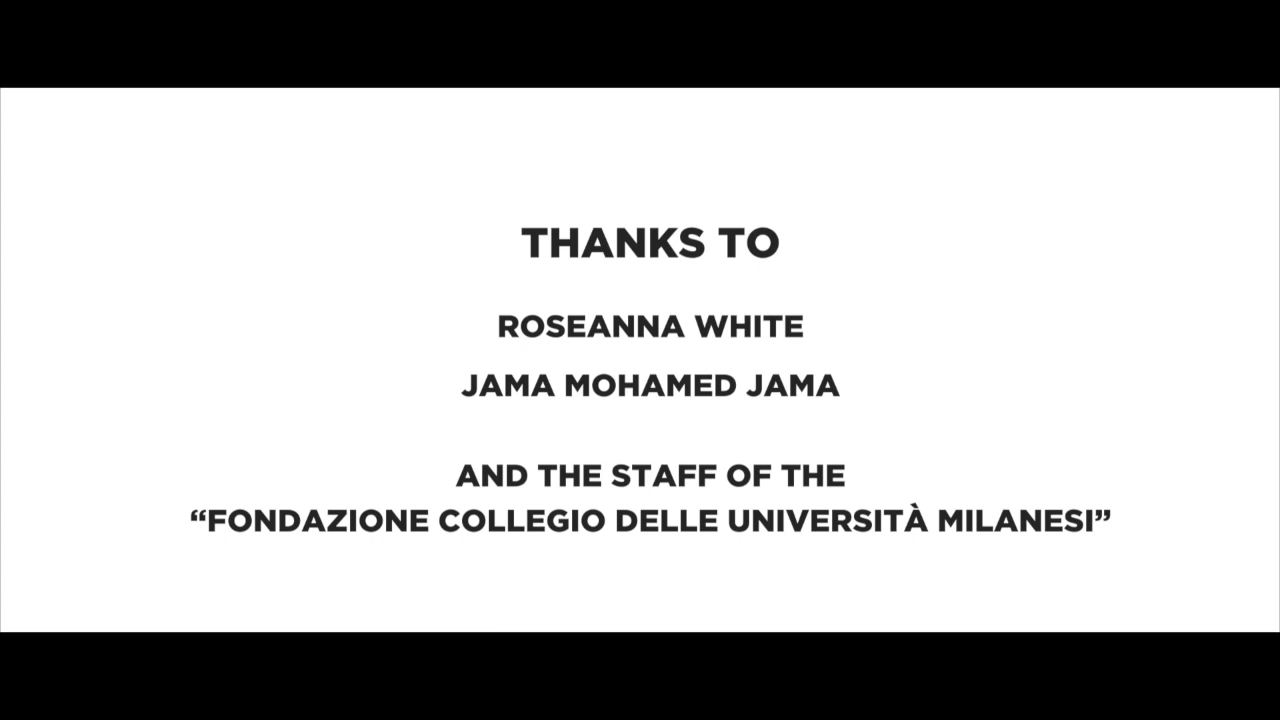 THANKS TO
ROSEANNA WHITE
JAMA MOHAMED JAMA
AND THE STAFF OF THE
“FONDAZIONE COLLEGIO DELLE UNIVERSITÀ MILANESI”